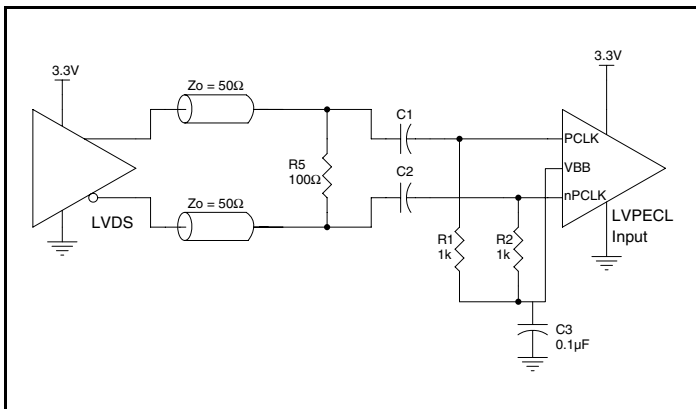 3.3V
Zo = 50Ω
3.3V
C1
PCLK
R5
100Ω
C2
VBB
nPCLK
Zo = 50Ω
LVDS
LVPECL
Input
R1
1k
R2
1k
C3
0.1µF